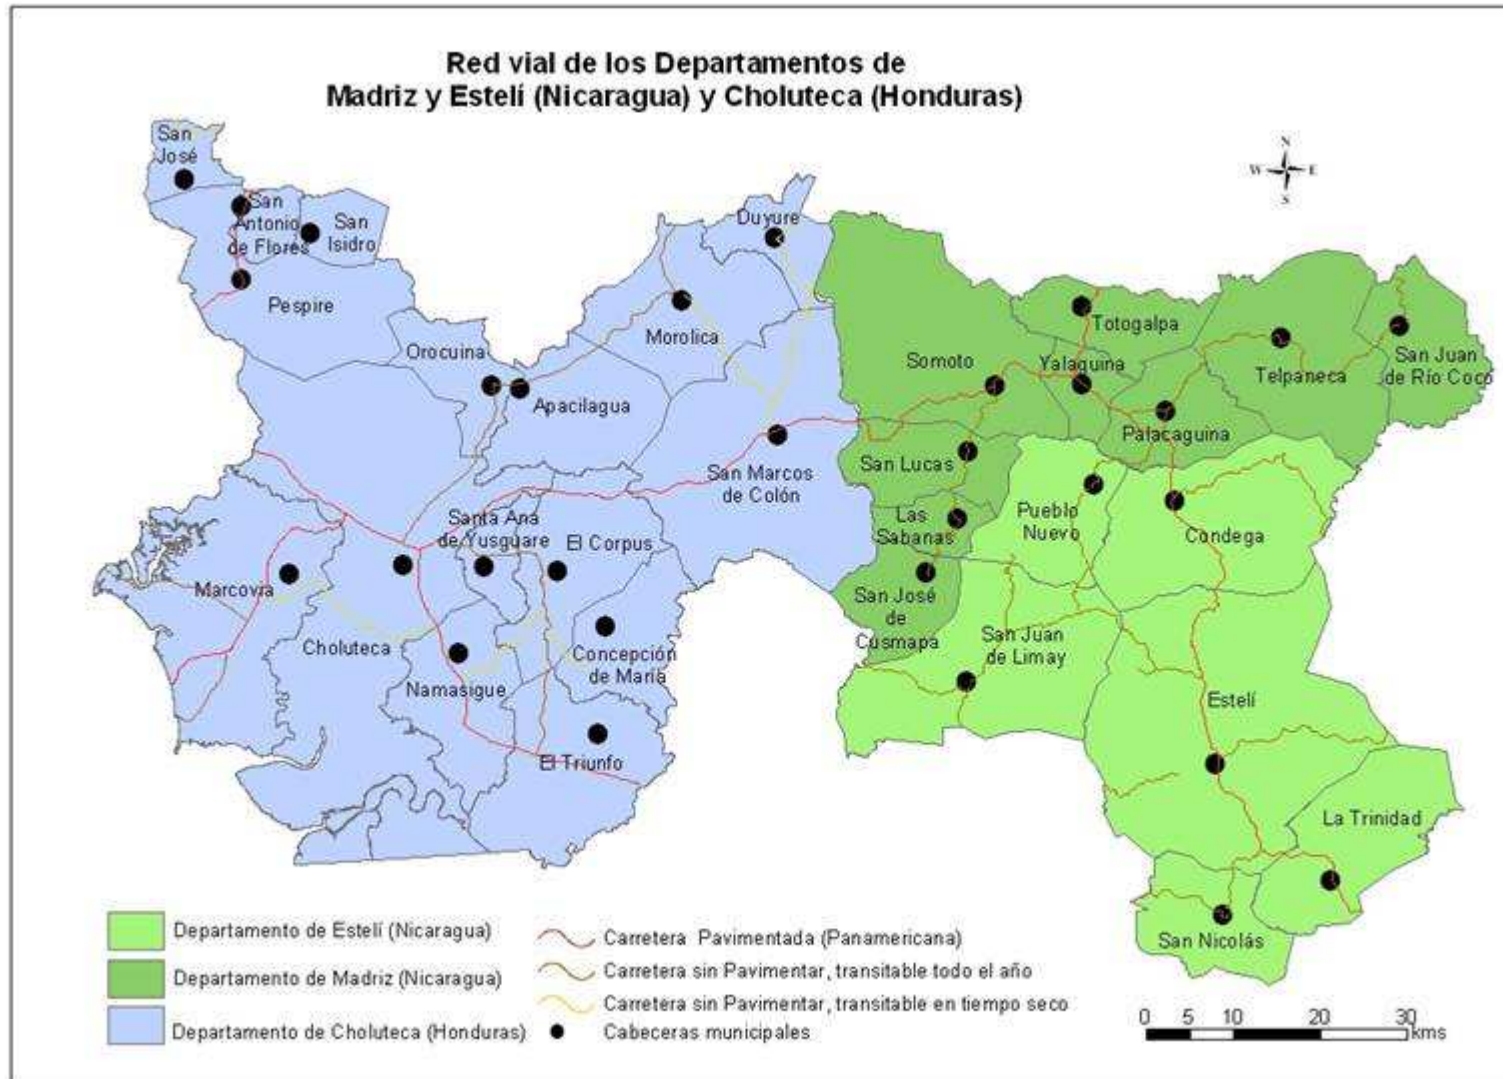 Red vial de los Departamentos de
Madriz y Estelí (Nicaragua) y Choluteca (Honduras)
N
W E
S
San
José
San
Antonio
de Flores
San
Isidro
Pespire
Duyure
Morolica
Orocuina
Apacilagua
San Marcos
de Colón
Santa Ana
de Yusguare
El Corpus
Marcovia
Choluteca
Namasigue
Concepción
de María
El Triunfo
Somoto
Totogalpa
Yalaguina
Telpaneca
San Juan
de Río Coco
Palacaguina
San Lucas
Las
Sabanas
San José
de
Cusmapa
Pueblo
Nuevo
Condega
San Juan
de Limay
Estelí
La Trinidad
San Nicolás
Departamento de Estelí (Nicaragua)
Departamento de Madriz (Nicaragua)
Departamento de Choluteca (Honduras)
Carretera Pavimentada (Panamericana)
Carretera sin Pavimentar, transitable todo el año
Carretera sin Pavimentar, transitable en tiempo seco
Cabeceras municipales
0 5 10 20 30
kms